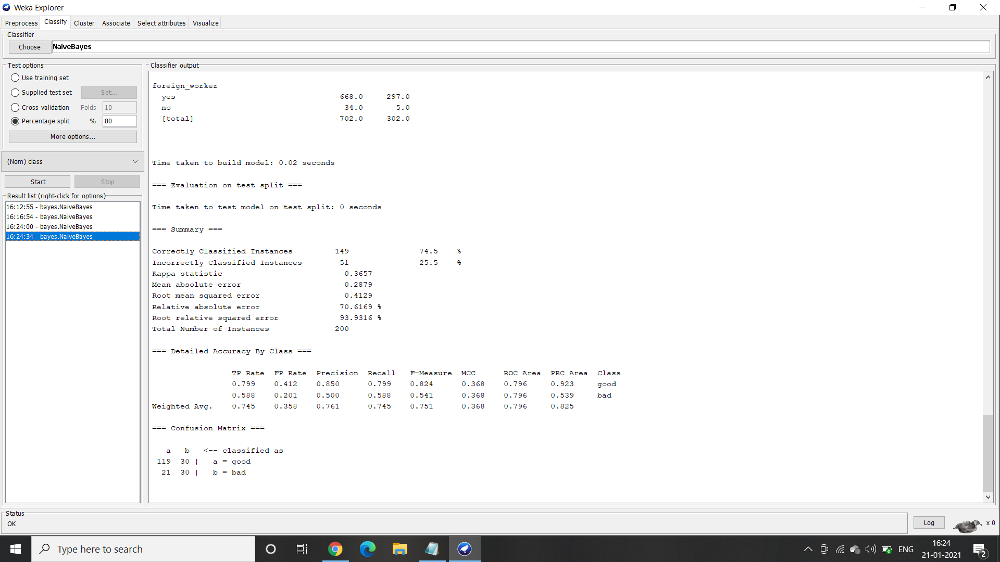 Weka Explorer
Preprocess Classify Cluster Associate Select attributes Visualize
Classifier
Choose NaiveBayes
Test options
Use training set
Supplied test set Set...
Cross-validation Folds 10
Percentage split % 80
More options...
(Nom) class
Start Stop
Result list (right-click for options)
16:12:55 - bayes.NaiveBayes
16:16:54 - bayes.NaiveBayes
16:24:00 - bayes.NaiveBayes
16:24:34 - bayes.NaiveBayes
Classifier output
foreign_worker
yes 668.0 297.0
no 34.0 5.0
[total] 702.0 302.0
Time taken to build model: 0.02 seconds
=== Evaluation on test split ===
Time taken to test model on test split: 0 seconds
=== Summary ===
Correctly Classified Instances 149 74.5 %
Incorrectly Classified Instances 51 25.5 %
Kappa statistic 0.3657
Mean absolute error 0.2879
Root mean squared error 0.4129
Relative absolute error 70.6169 %
Root relative squared error 93.9316 %
Total Number of Instances 200
=== Detailed Accuracy By Class ===
TP Rate FP Rate Precision Recall F-Measure MCC ROC Area PRC Area Class
0.799 0.412 0.850 0.799 0.824 0.368 0.796 0.923 good
0.588 0.201 0.500 0.588 0.541 0.368 0.796 0.539 bad
Weighted Avg. 0.745 0.358 0.761 0.745 0.751 0.368 0.796 0.825
=== Confusion Matrix ===
a b <-- classified as
119 30 | a = good
21 30 | b = bad
Status
OK
Log x 0
Type here to search
ENG
16:24
21-01-2021
2